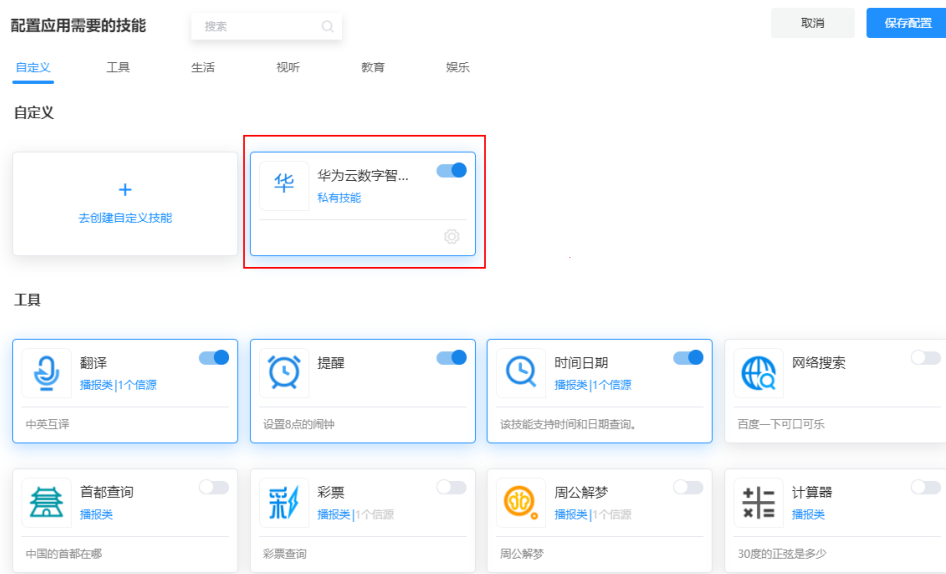 配置应用需要的技能
搜索
取消
保存配置
自定义
工具
生活
视听
教育
娱乐
自定义
+
去创建自定义技能
华
华为云数字智...
私有技能
工具
翻译
播报类|1个信源
中英互译
提醒
设置8点的闹钟
时间日期
播报类|1个信源
该技能支持时间和日期查询。
网络搜索
百度一下可口可乐
首都查询
播报类
中国的首都在哪
彩
彩票
播报类|1个信源
彩票查询
周公解梦
播报类|1个信源
周公解梦
计算器
播报类
30度的正弦是多少